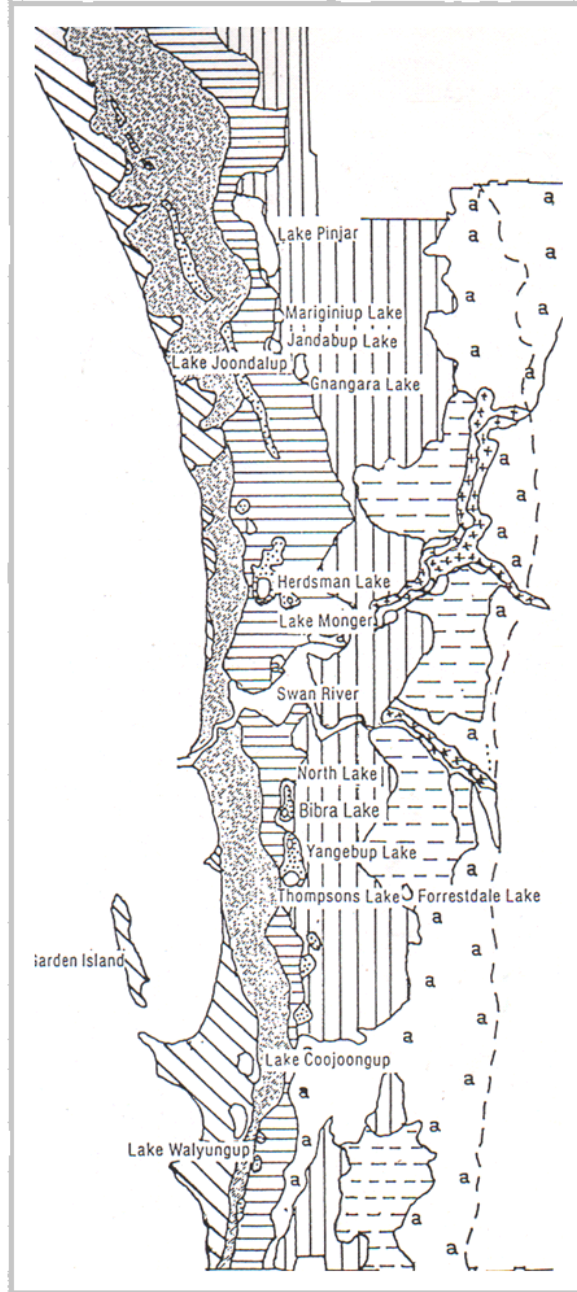 a a
Lake Pinjar
a
a a
Mariginiup Lake
a
Jandabup Lake
a
Lake Joondalup
Gnangara Lake
a
a
a
Herdsman Lake
a
Lake Monger
a
Swan River
a
North Lake
Bibra Lake
Yangebup Lake
a
Thompsons Lake
Forrestdale Lake
a
a
Garden Island
a
a
Lake Coojoongup
a
a
a
a
Lake Walyungup
a
a
a
a